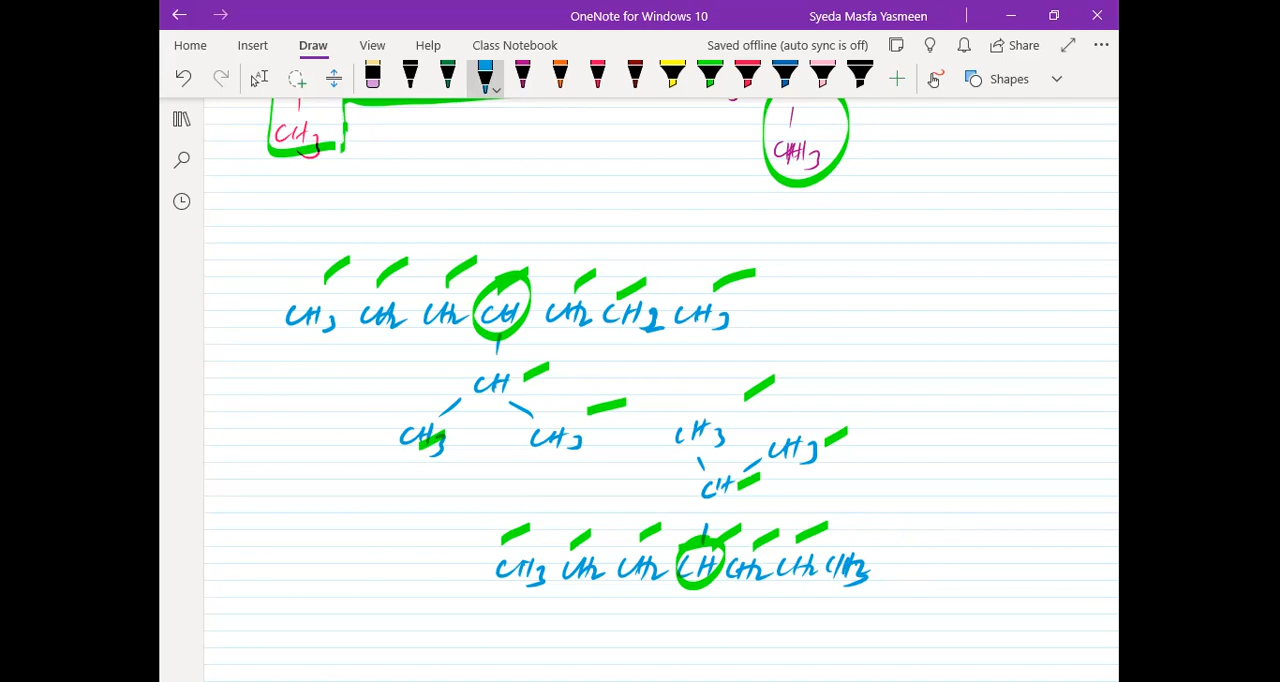 OneNote for Windows 10
Syeda Masfa Yasmeen
Home Insert Draw View Help Class Notebook
Saved offline (auto sync is off) Share
Shapes
CH3
CH3
CH3 CH2 CH2 CH CH2 CH2 CH3
CH
CH3 CH3
CH3
CH3
CH
CH3 CH2 CH2 CH CH2 CH2 CH3